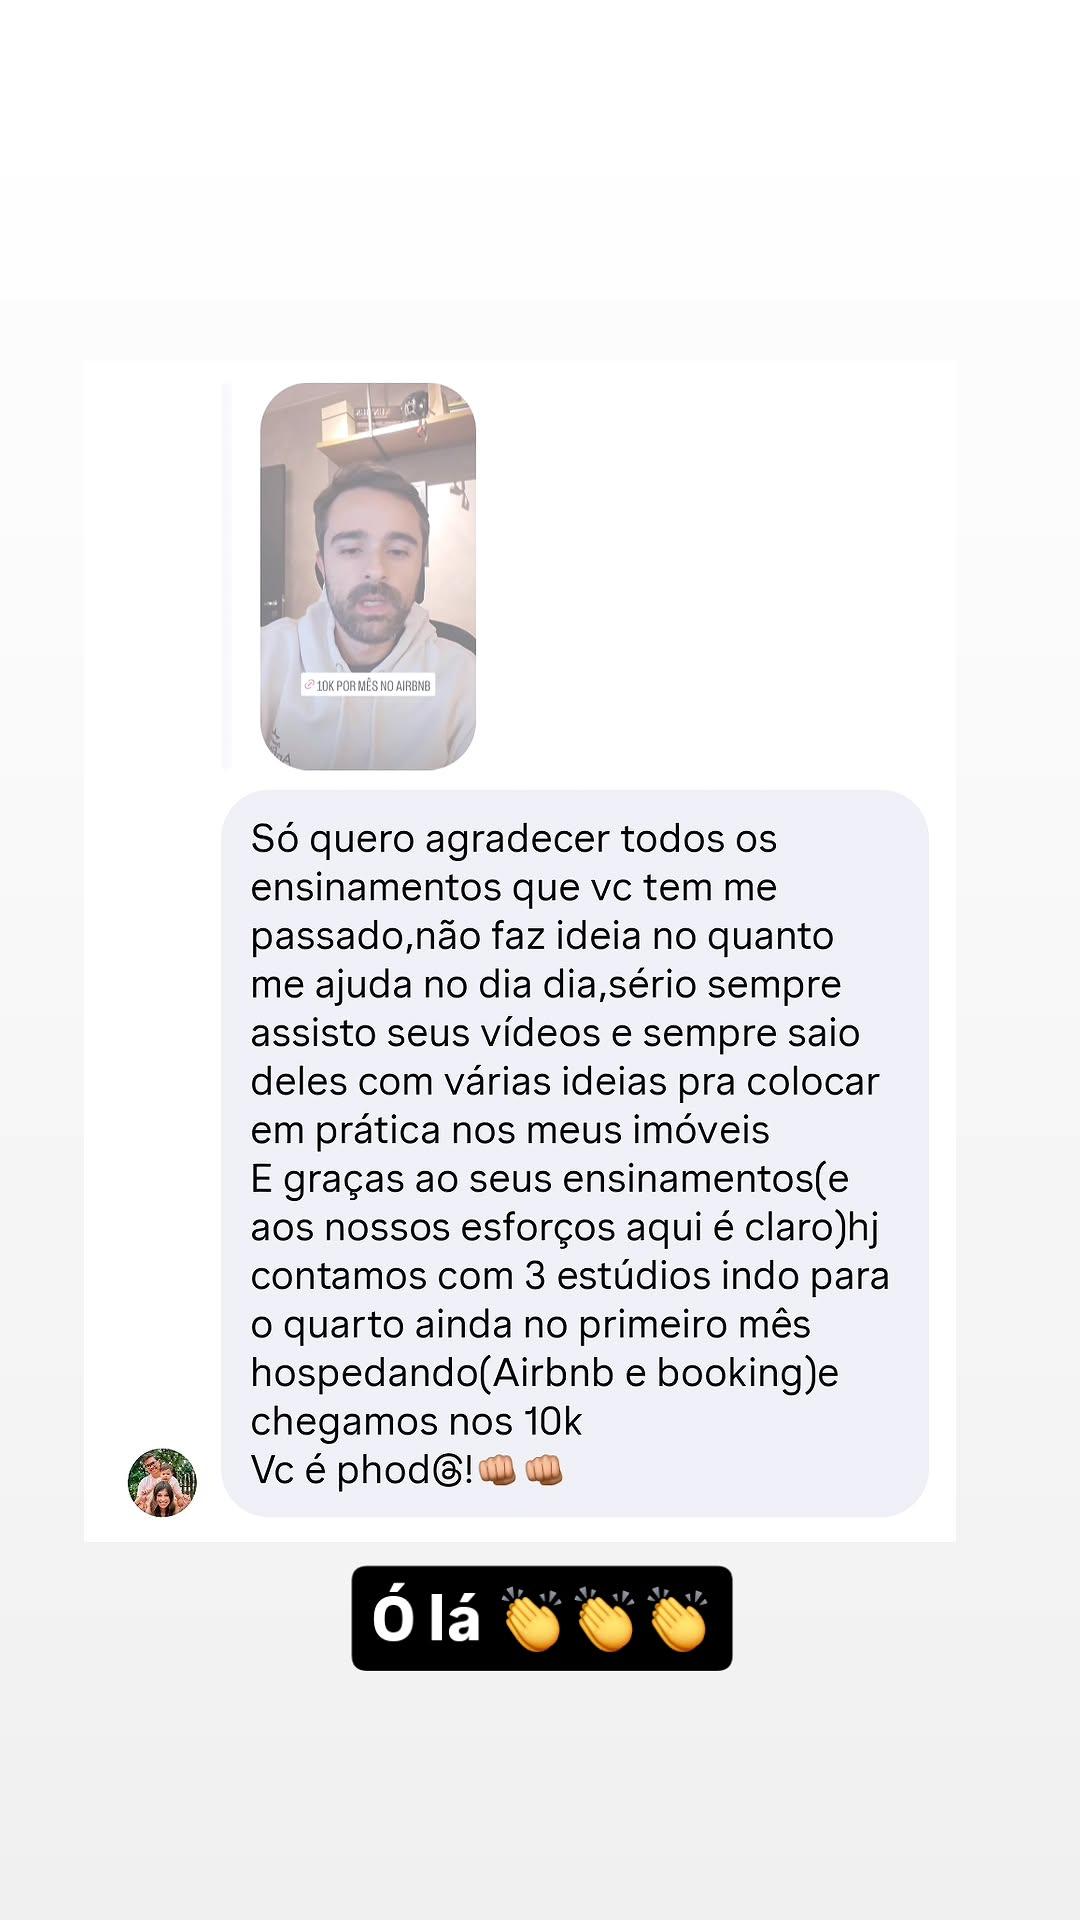 10K POR MÊS NO AIRBNB
Só quero agradecer todos os
ensinamentos que vc tem me
passado,não faz ideia no quanto
me ajuda no dia dia,sério sempre
assisto seus vídeos e sempre saio
deles com várias ideias pra colocar
em prática nos meus imóveis
E graças ao seus ensinamentos(e
aos nossos esforços aqui é claro)hj
contamos com 3 estúdios indo para
o quarto ainda no primeiro mês
hospedando(Airbnb e booking)e
chegamos nos 10k
Vc é phod@!👊🏼👊🏼
Ó lá 👏👏👏